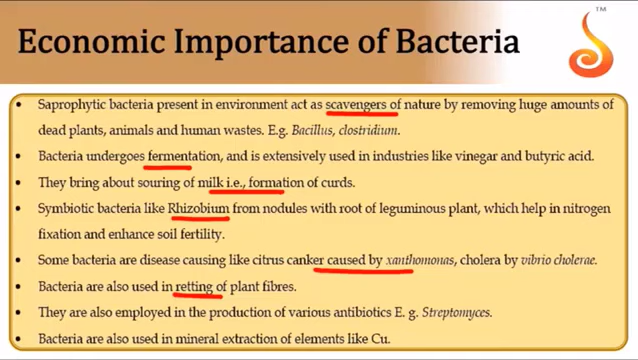 TM
Economic Importance of Bacteria
• Saprophytic bacteria present in environment act as scavengers of nature by removing huge amounts of
dead plants, animals and human wastes. E.g. Bacillus, clostridium.
• Bacteria undergoes fermentation, and is extensively used in industries like vinegar and butyric acid.
• They bring about souring of milk i.e., formation of curds.
• Symbiotic bacteria like Rhizobium from nodules with root of leguminous plant, which help in nitrogen
fixation and enhance soil fertility.
• Some bacteria are disease causing like citrus canker caused by xanthomonas, cholera by vibrio cholerae.
• Bacteria are also used in retting of plant fibres.
• They are also employed in the production of various antibiotics E. g. Streptomyces.
• Bacteria are also used in mineral extraction of elements like Cu.